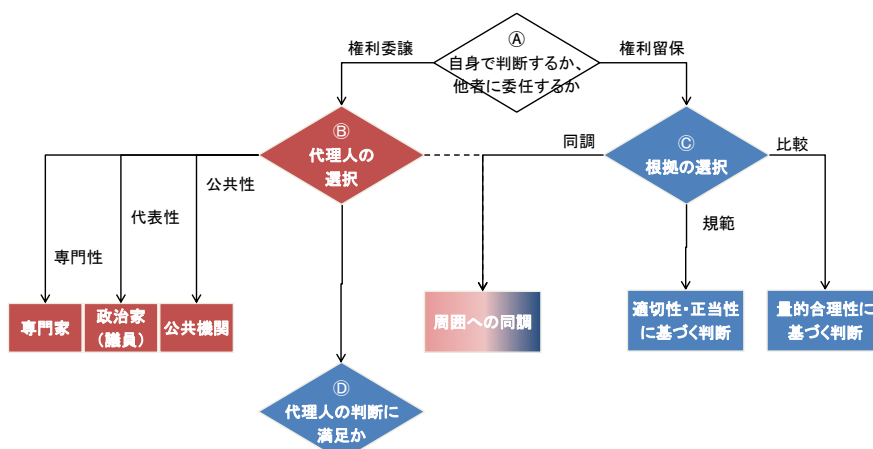 Ⓐ
自身で判断するか、
他者に委任するか
権利委譲
権利留保
Ⓑ
代理人の
選択
Ⓒ
根拠の選択
同調
比較
公共性
代表性
専門性
規範
専門家
政治家
(議員)
公共機関
周囲への同調
適切性・正当性
に基づく判断
量的合理性に
基づく判断
Ⓓ
代理人の判断に
満足か